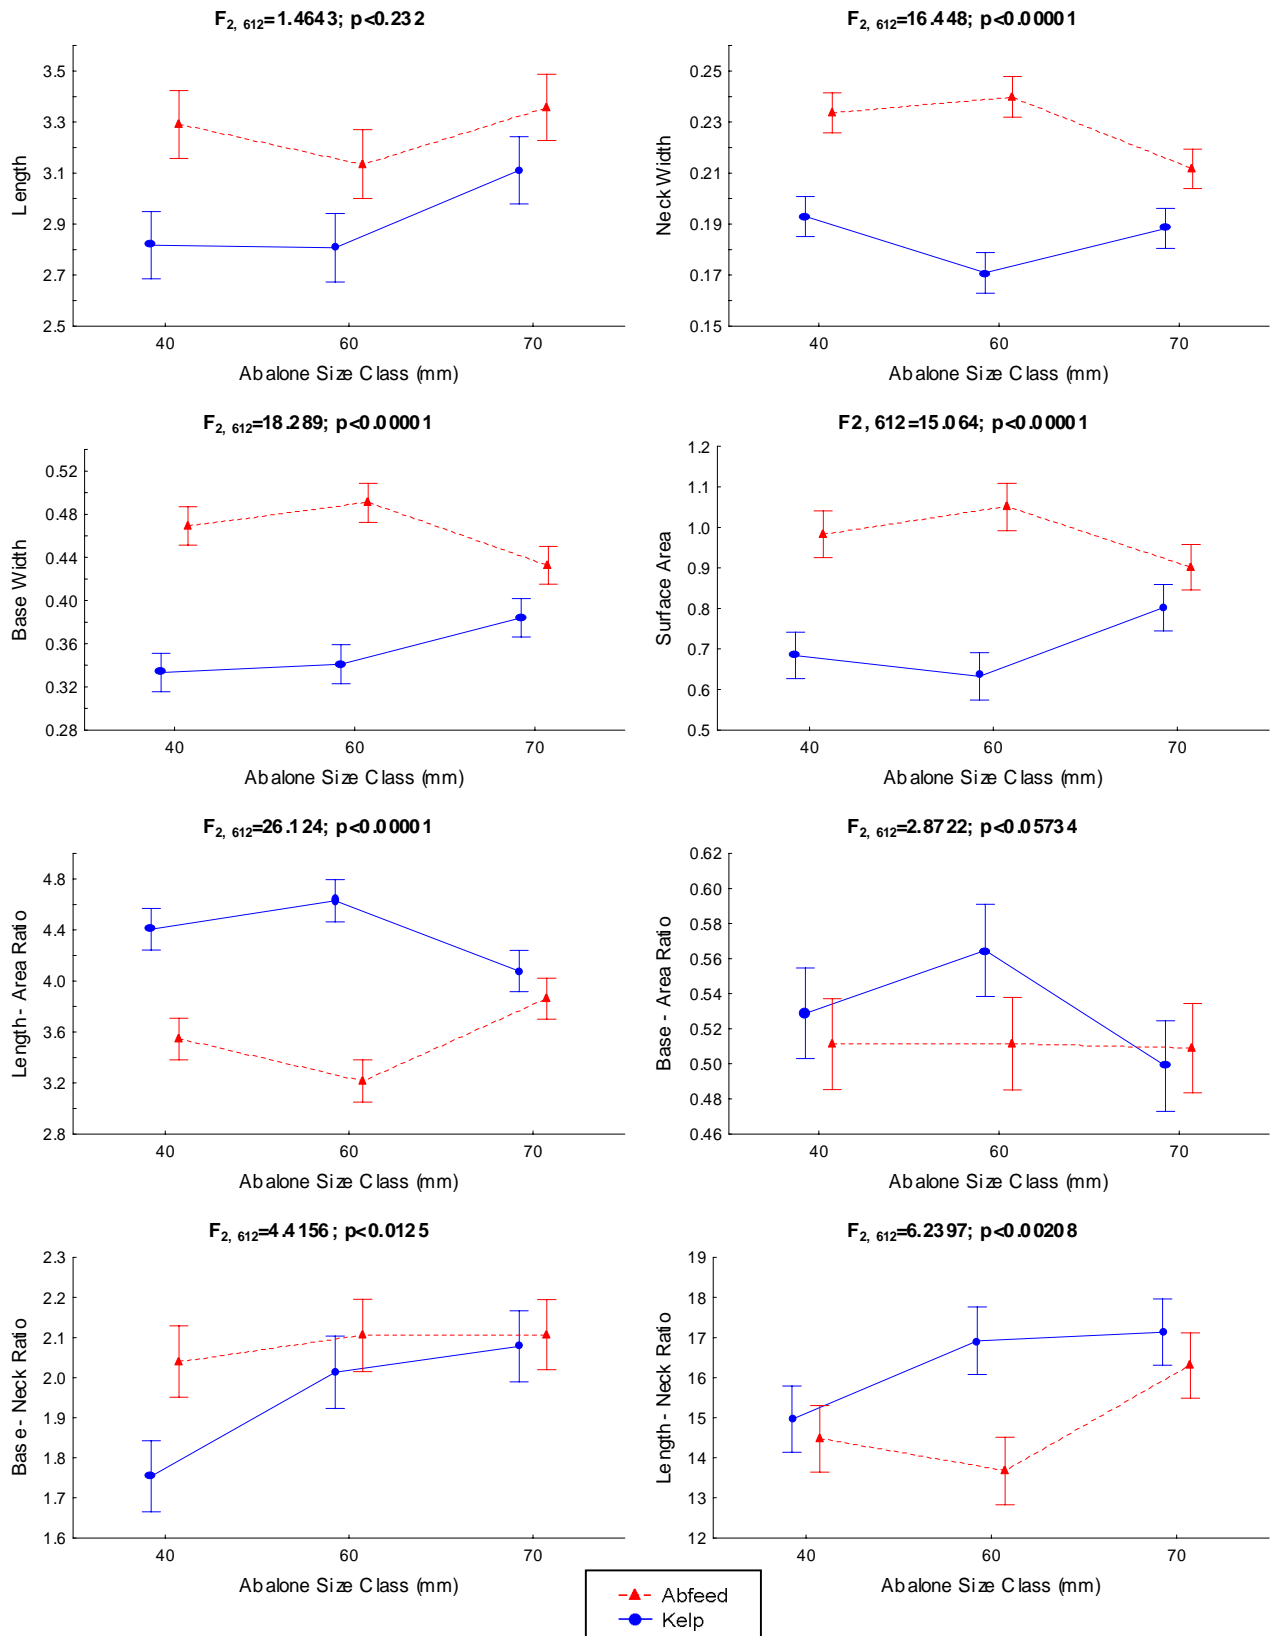 F2, 612=1.4643; p<0.232
Length
3.5
3.3
3.1
2.9
2.7
2.5
40 60 70
Abalone Size Class (mm)
F2, 612=16.448; p<0.00001
Neck Width
0.25
0.23
0.21
0.19
0.17
0.15
40 60 70
Abalone Size Class (mm)
F2, 612=18.289; p<0.00001
Base Width
0.52
0.48
0.44
0.40
0.36
0.32
0.28
40 60 70
Abalone Size Class (mm)
F2, 612=15.064; p<0.00001
Surface Area
1.2
1.1
1.0
0.9
0.8
0.7
0.6
0.5
40 60 70
Abalone Size Class (mm)
F2, 612=26.124; p<0.00001
Length - Area Ratio
4.8
4.4
4.0
3.6
3.2
2.8
40 60 70
Abalone Size Class (mm)
F2, 612=2.8722; p<0.05734
Base - Area Ratio
0.62
0.60
0.58
0.56
0.54
0.52
0.50
0.48
0.46
40 60 70
Abalone Size Class (mm)
F2, 612=4.4156; p<0.0125
Base - Neck Ratio
2.3
2.2
2.1
2.0
1.9
1.8
1.7
1.6
40 60 70
Abalone Size Class (mm)
F2, 612=6.2397; p<0.00208
Length - Neck Ratio
19
18
17
16
15
14
13
12
40 60 70
Abalone Size Class (mm)
Abfeed
Kelp